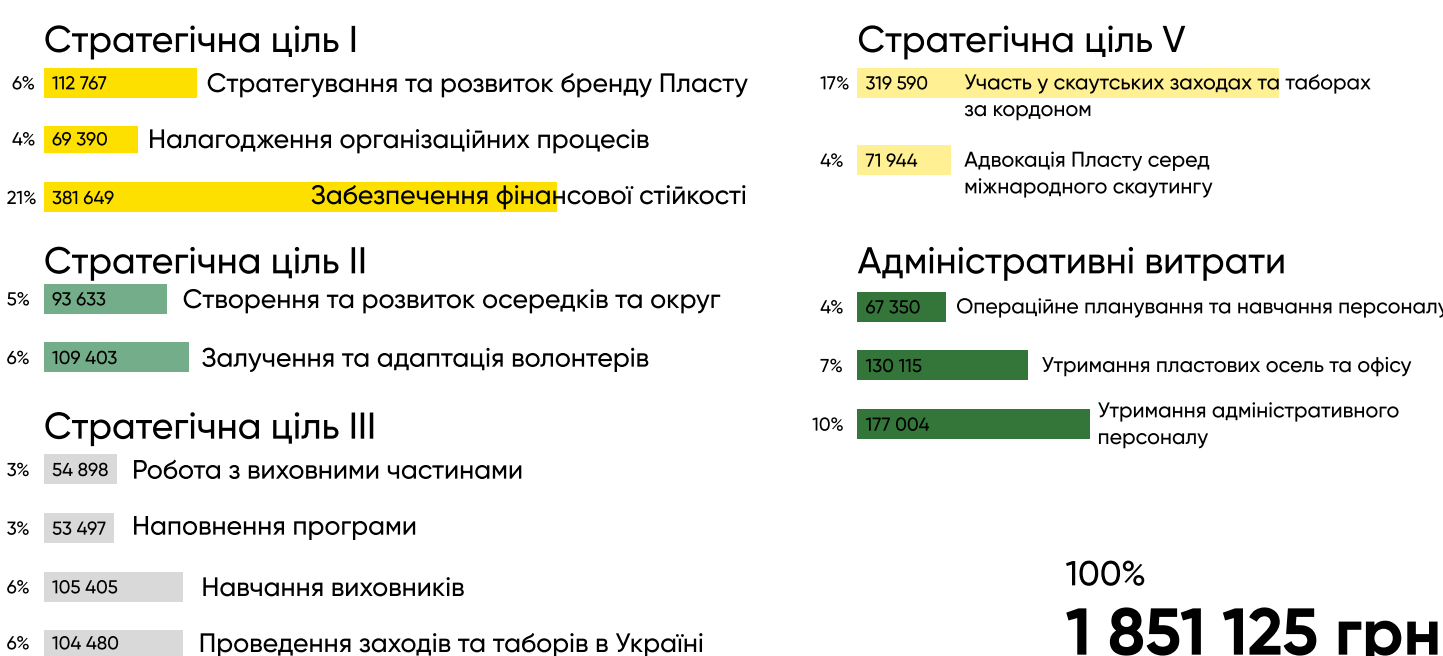 Стратегічна ціль I
6% 112 767 Стратегування та розвиток бренду Пласту
4% 69 390 Налагодження організаційних процесів
21% 381 649 Забезпечення фінансової стійкості
Стратегічна ціль II
5% 93 633 Створення та розвиток осередків та округ
6% 109 403 Залучення та адаптація волонтерів
Стратегічна ціль III
3% 54 898 Робота з виховними частинами
3% 53 497 Наповнення програми
6% 105 405 Навчання виховників
6% 104 480 Проведення заходів та таборів в Україні
Стратегічна ціль V
17% 319 590 Участь у скаутських заходах та таборах
за кордоном
4% 71 944 Адвокація Пласту серед
міжнародного скаутингу
Адміністративні витрати
4% 67 350 Операційне планування та навчання персоналу
7% 130 115 Утримання пластових осель та офісу
10% 177 004 Утримання адміністративного
персоналу
100%
1 851 125 грн